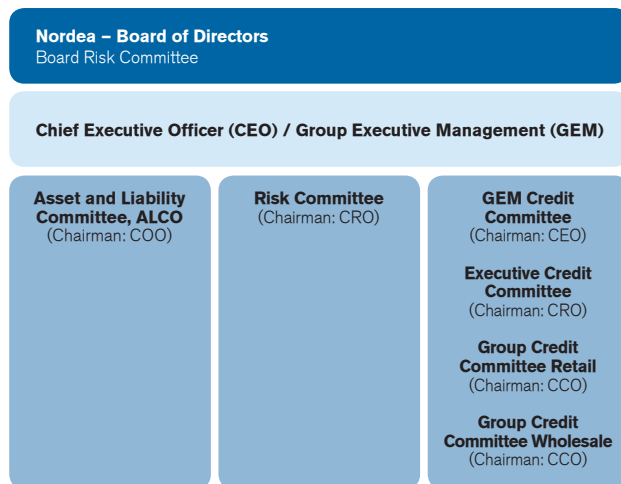 Nordea – Board of Directors
Board Risk Committee
Chief Executive Officer (CEO) / Group Executive Management (GEM)
Asset and Liability
Committee, ALCO
(Chairman: COO)
Risk Committee
(Chairman: CRO)
GEM Credit
Committee
(Chairman: CEO)
Executive Credit
Committee
(Chairman: CRO)
Group Credit
Committee Retail
(Chairman: CCO)
Group Credit
Committee Wholesale
(Chairman: CCO)